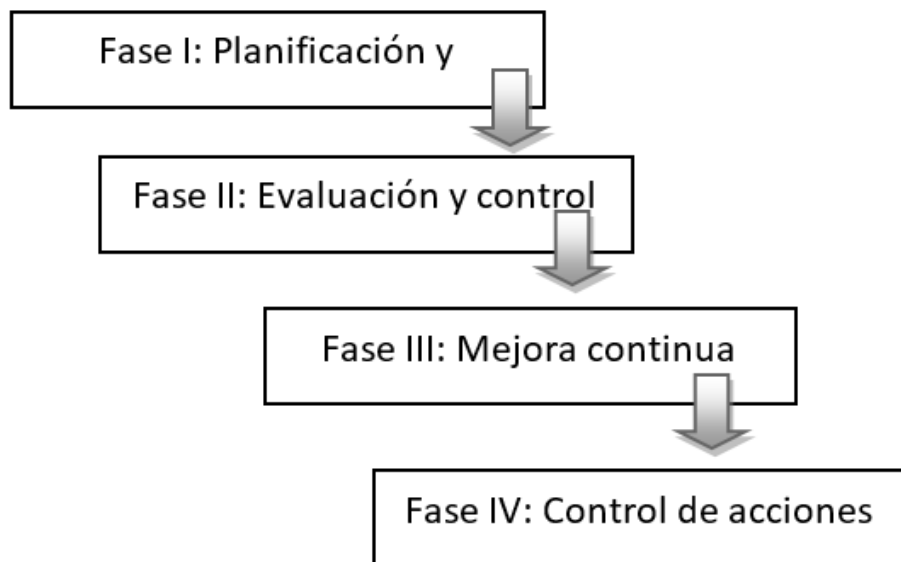 Fase I: Planificación y
Fase II: Evaluación y control
Fase III: Mejora continua
Fase IV: Control de acciones